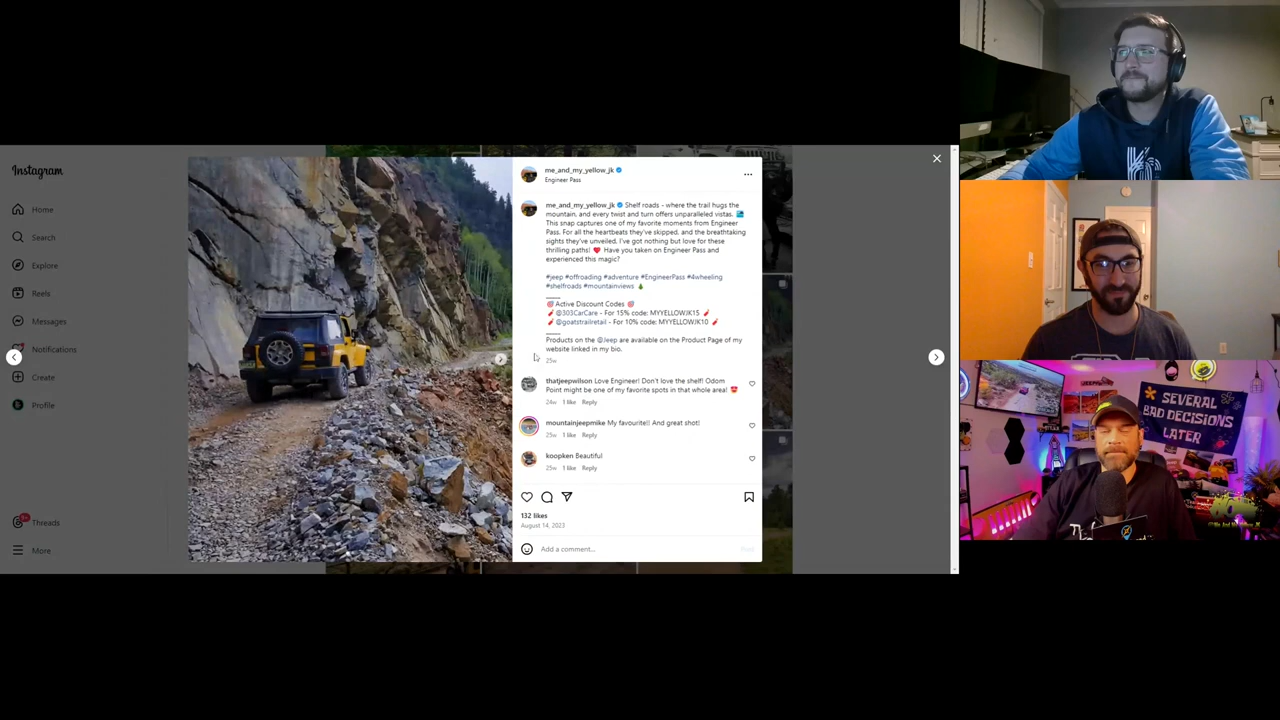 Instagram
Home
Search
Explore
Reels
Messages
Notifications
Create
Profile
Threads
More
me_and_my_yellow_jk
Engineer Pass
me_and_my_yellow_jk Shelf roads - where the trail hugs the
mountain, and every twist and turn offers unparalleled vistas. 🏞️
This snap captures one of my favorite moments from Engineer
Pass. For all the heartbeats they've skipped, and the breathtaking
sights they've unveiled, I've got nothing but love for these
thrilling paths! ❤️ Have you taken on Engineer Pass and
experienced this magic?
#jeep #offroading #adventure #EngineerPass #4wheeling
#shelfroads #mountainviews 🌲
____
🎯 Active Discount Codes 🎯
🧨 @303CarCare - For 15% code: MYYELLOWJK15 🧨
🧨 @goatstrailretail - For 10% code: MYYELLOWJK10 🧨
____
Products on the @Jeep are available on the Product Page of my
website linked in my bio.
25w
thatjeepwilson Love Engineer! Don't love the shelf! Odom
Point might be one of my favorite spots in that whole area! 😍
24w 1 like Reply
mountainjeepmike My favourite!! And great shot!
25w 1 like Reply
koopken Beautiful
25w 1 like Reply
132 likes
August 14, 2023
Add a comment...
Post
SEVERAL
BAD DECISIONS
LATER